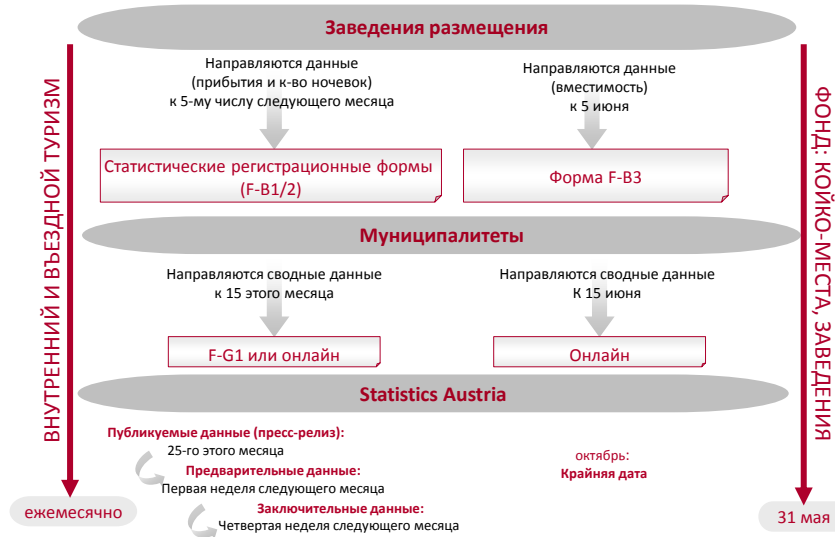 Заведения размещения
Направляются данные
(прибытия и к-во ночевок)
к 5-му числу следующего месяца
Направляются данные
(вместимость)
к 5 июня
Статистические регистрационные формы
(F-B1/2)
Форма F-B3
Муниципалитеты
Направляются сводные данные
к 15 этого месяца
Направляются сводные данные
К 15 июня
F-G1 или онлайн
Онлайн
Statistics Austria
Публикуемые данные (пресс-релиз):
25-го этого месяца
Предварительные данные:
Первая неделя следующего месяца
Заключительные данные:
Четвертая неделя следующего месяца
октябрь:
Крайняя дата
ВНУТРЕННИЙ И ВЪЕЗДНОЙ ТУРИЗМ
ежемесячно
ФОНД: КОЙКО-МЕСТА, ЗАВЕДЕНИЯ
31 мая